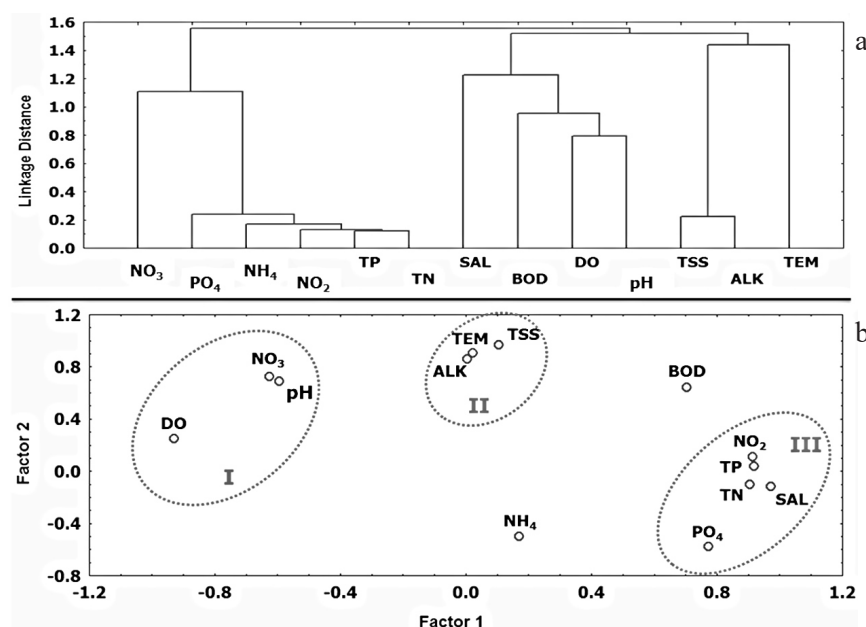 a
Linkage Distance
1.6
1.4
1.2
1.0
0.8
0.6
0.4
0.2
0.0
NO₃ PO₄ NH₄ NO₂ TP TN SAL BOD DO pH TSS ALK TEM
b
Factor 2
1.2
0.8
0.4
0.0
-0.4
-0.8
NO₃
pH
DO
I
TEM TSS
ALK
II
BOD
NO₂ III
TP
TN SAL
PO₄
NH₄
-1.2 -0.8 -0.4 0.0 0.4 0.8 1.2
Factor 1